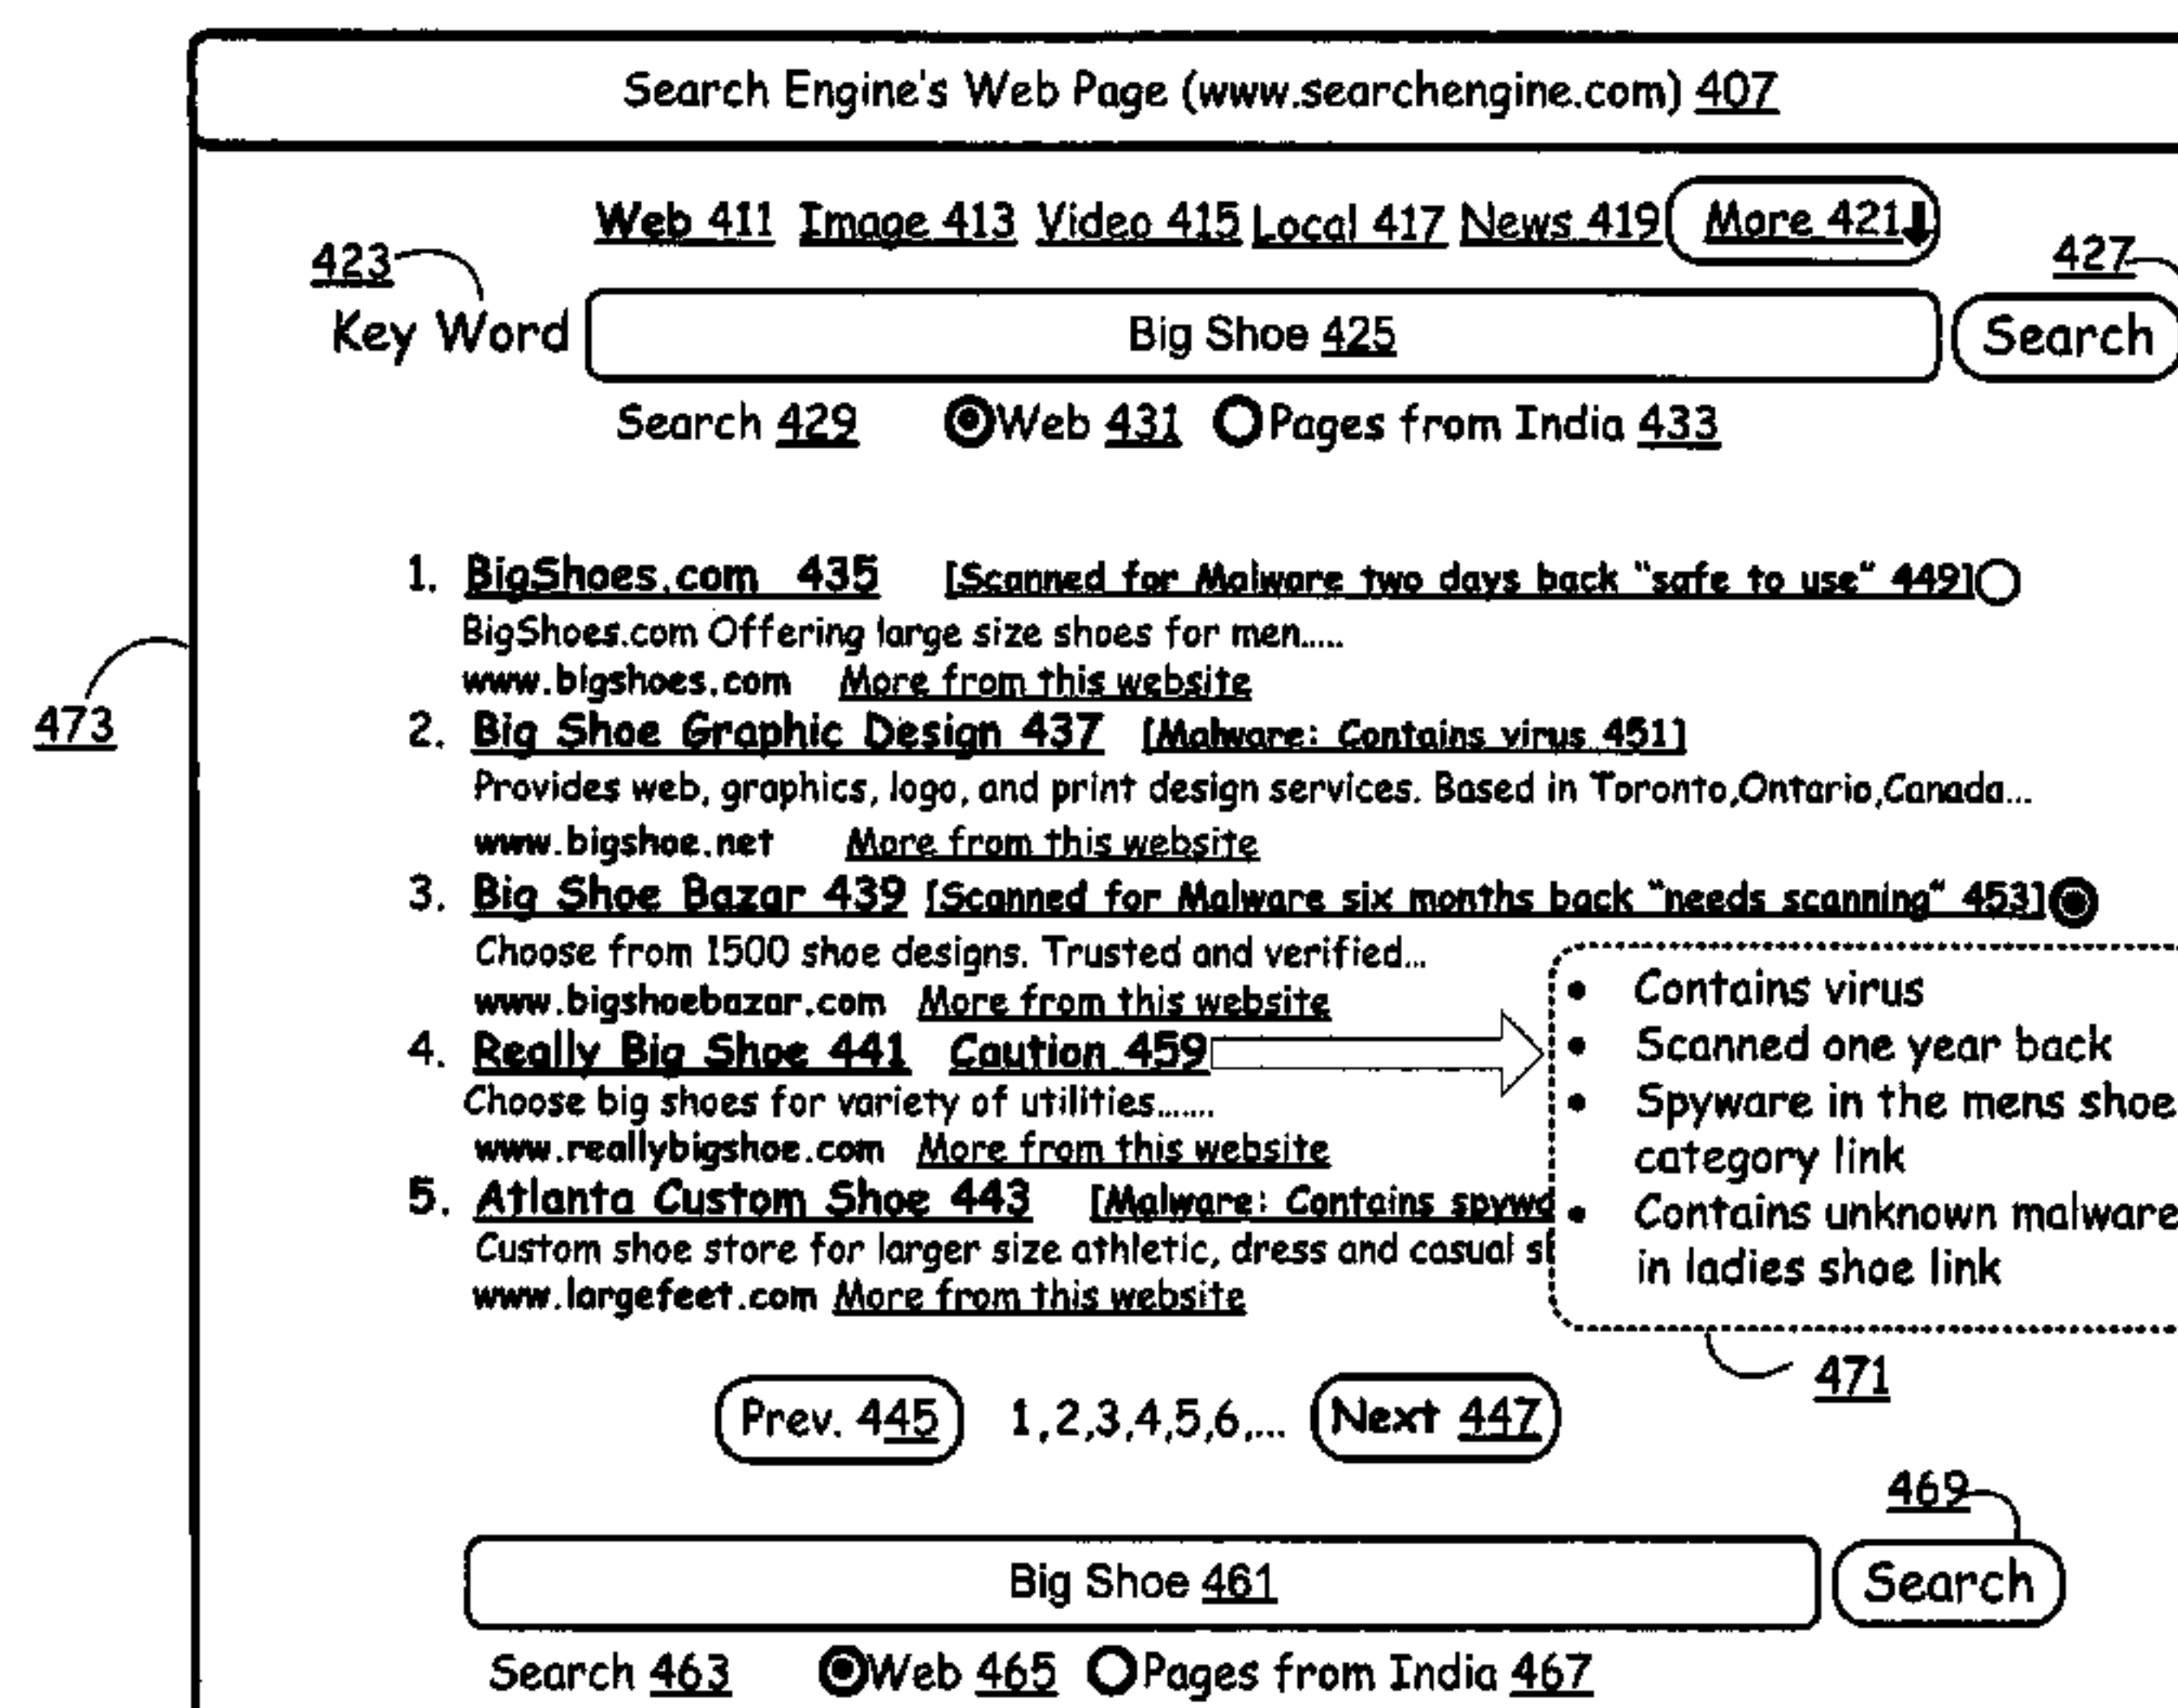 Search Engine's Web Page (www.searchengine.com) 407
Web 411 Image 413 Video 415 Local 417 News 419 More 421
423
427
Key Word Big Shoe 425 Search
Search 429 Web 431 Pages from India 433
1. BigShoes.com 435 [Scanned for Malware two days back "safe to use" 449]
BigShoes.com Offering large size shoes for men.....
www.bigshoes.com More from this website
473
2. Big Shoe Graphic Design 437 [Malware: Contains virus 451]
Provides web, graphics, logo, and print design services. Based in Toronto,Ontario,Canada...
www.bigshoe.net More from this website
3. Big Shoe Bazar 439 [Scanned for Malware six months back "needs scanning" 453]
Choose from 1500 shoe designs. Trusted and verified...
www.bigshoebazar.com More from this website
4. Really Big Shoe 441 Caution 459
Choose big shoes for variety of utilities.......
www.reallybigshoe.com More from this website
5. Atlanta Custom Shoe 443 [Malware: Contains
Custom shoe store for larger size athletic, dress and casual
www.largefeet.com More from this website
• Contains virus
• Scanned one year back
• Spyware in the mens shoe
category link
• Contains unknown malware
in ladies shoe link
471
Prev. 445 1,2,3,4,5,6,... Next 447
469
Big Shoe 461 Search
Search 463 Web 465 Pages from India 467